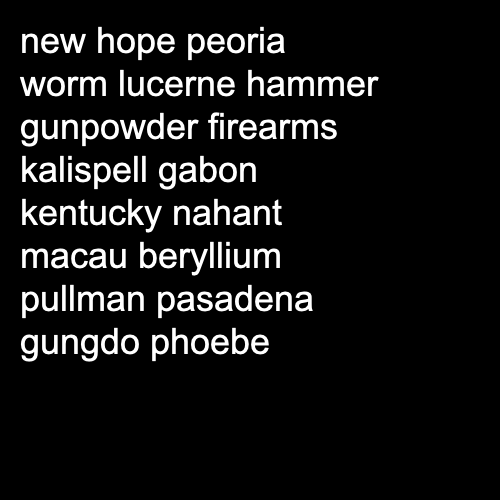 new hope peoria
worm lucerne hammer
gunpowder firearms
kalispell gabon
kentucky nahant
macau beryllium
pullman pasadena
gungdo phoebe